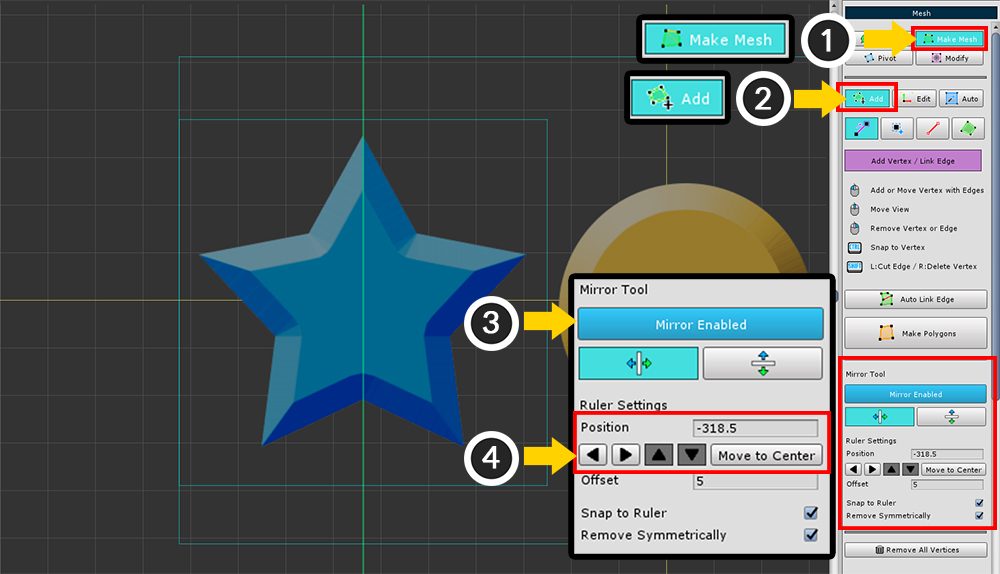 Mesh
Make Mesh
1
Make Mesh
Pivot
Modify
Add
2
Add
Edit
Auto
Add Vertex / Link Edge
Add or Move Vertex with Edges
Move View
Remove Vertex or Edge
CTRL
Snap to Vertex
SHIFT
L:Cut Edge / R:Delete Vertex
Auto Link Edge
Make Polygons
Mirror Tool
3
Mirror Enabled
Ruler Settings
Position
-318.5
4
Move to Center
Offset
5
Snap to Ruler
Remove Symmetrically
Mirror Tool
Mirror Enabled
Ruler Settings
Position
-318.5
Move to Center
Offset
5
Snap to Ruler
Remove Symmetrically
Remove All Vertices